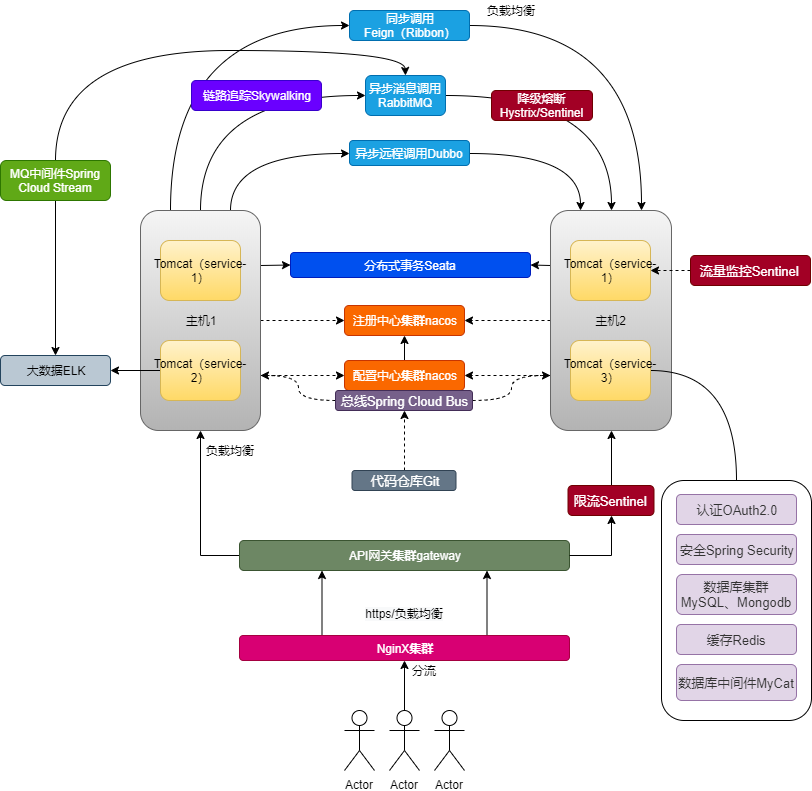 同步调用
Feign（Ribbon）
负载均衡
链路追踪Skywalking
异步消息调用
RabbitMQ
降级熔断
Hystrix/Sentinel
异步远程调用Dubbo
MQ中间件Spring
Cloud Stream
Tomcat（service-
1）
分布式事务Seata
Tomcat（service-
1）
流量监控Sentinel
主机1
注册中心集群nacos
主机2
大数据ELK
Tomcat（service-
2）
配置中心集群nacos
Tomcat（service-
3）
总线Spring Cloud Bus
负载均衡
代码仓库Git
限流Sentinel
API网关集群gateway
认证OAuth2.0
安全Spring Security
数据库集群
MySQL、Mongodb
缓存Redis
数据库中间件MyCat
https/负载均衡
NginX集群
分流
Actor
Actor
Actor